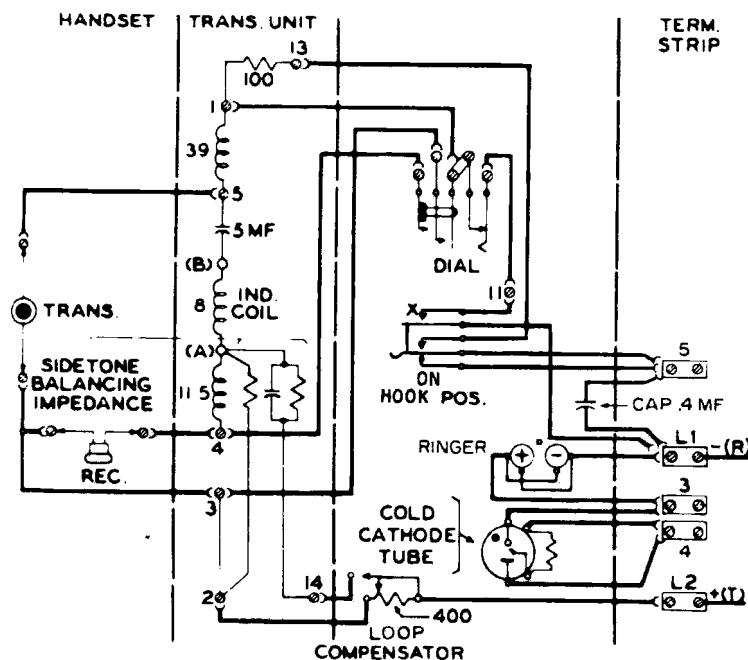 HANDSET
TRANS. UNIT
TERM.
STRIP
13
100
1
39
5
5 MF
(B)
8
IND.
COIL
TRANS.
(A)
SIDETONE
BALANCING
IMPEDANCE
11.5
4
REC.
3
2
14
DIAL
11
X
ON
HOOK POS.
5
CAP .4 MF
RINGER
+
-
L1
-(R)
3
COLD
CATHODE
TUBE
4
L2
+(T)
400
LOOP
COMPENSATOR